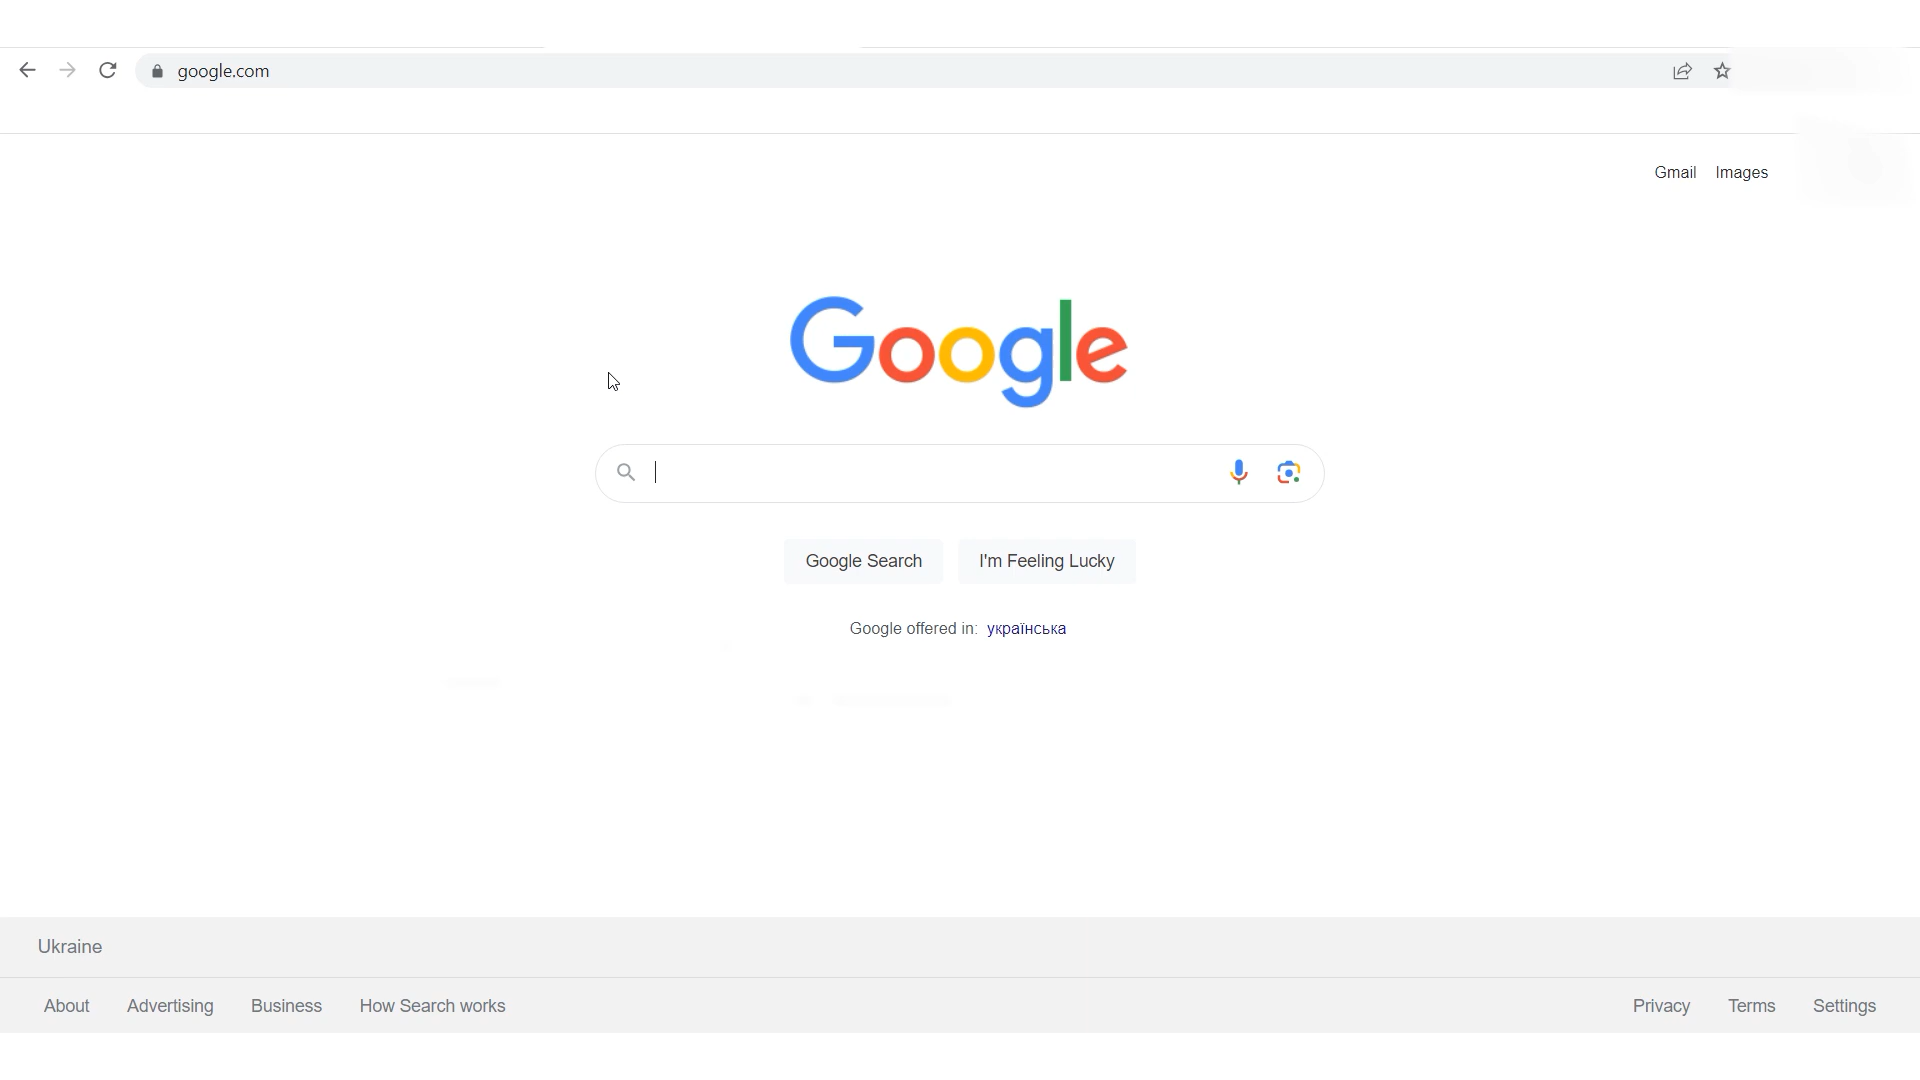 google.com
Gmail Images
Google
Google Search I'm Feeling Lucky
Google offered in: українська
Ukraine
About Advertising Business How Search works Privacy Terms Settings